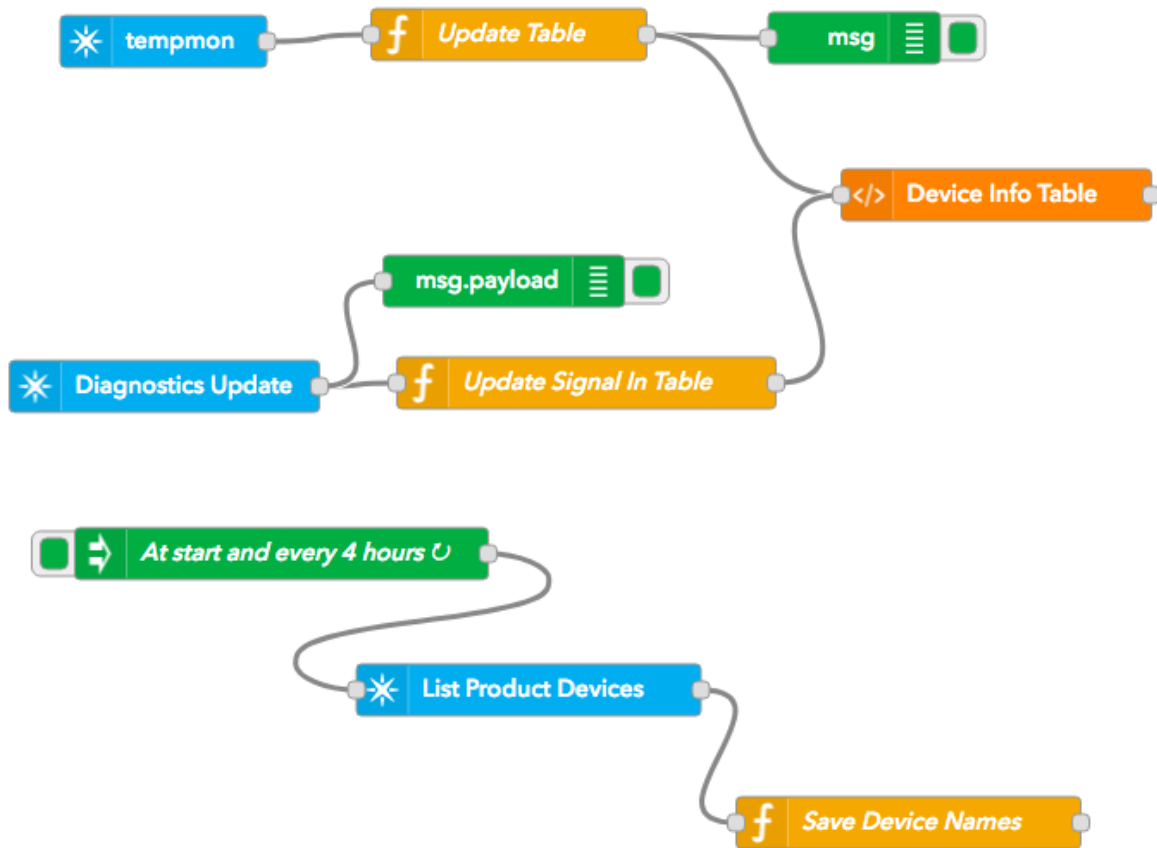 tempmon
Update Table
msg
Device Info Table
msg.payload
Diagnostics Update
Update Signal In Table
At start and every 4 hours ↻
List Product Devices
Save Device Names